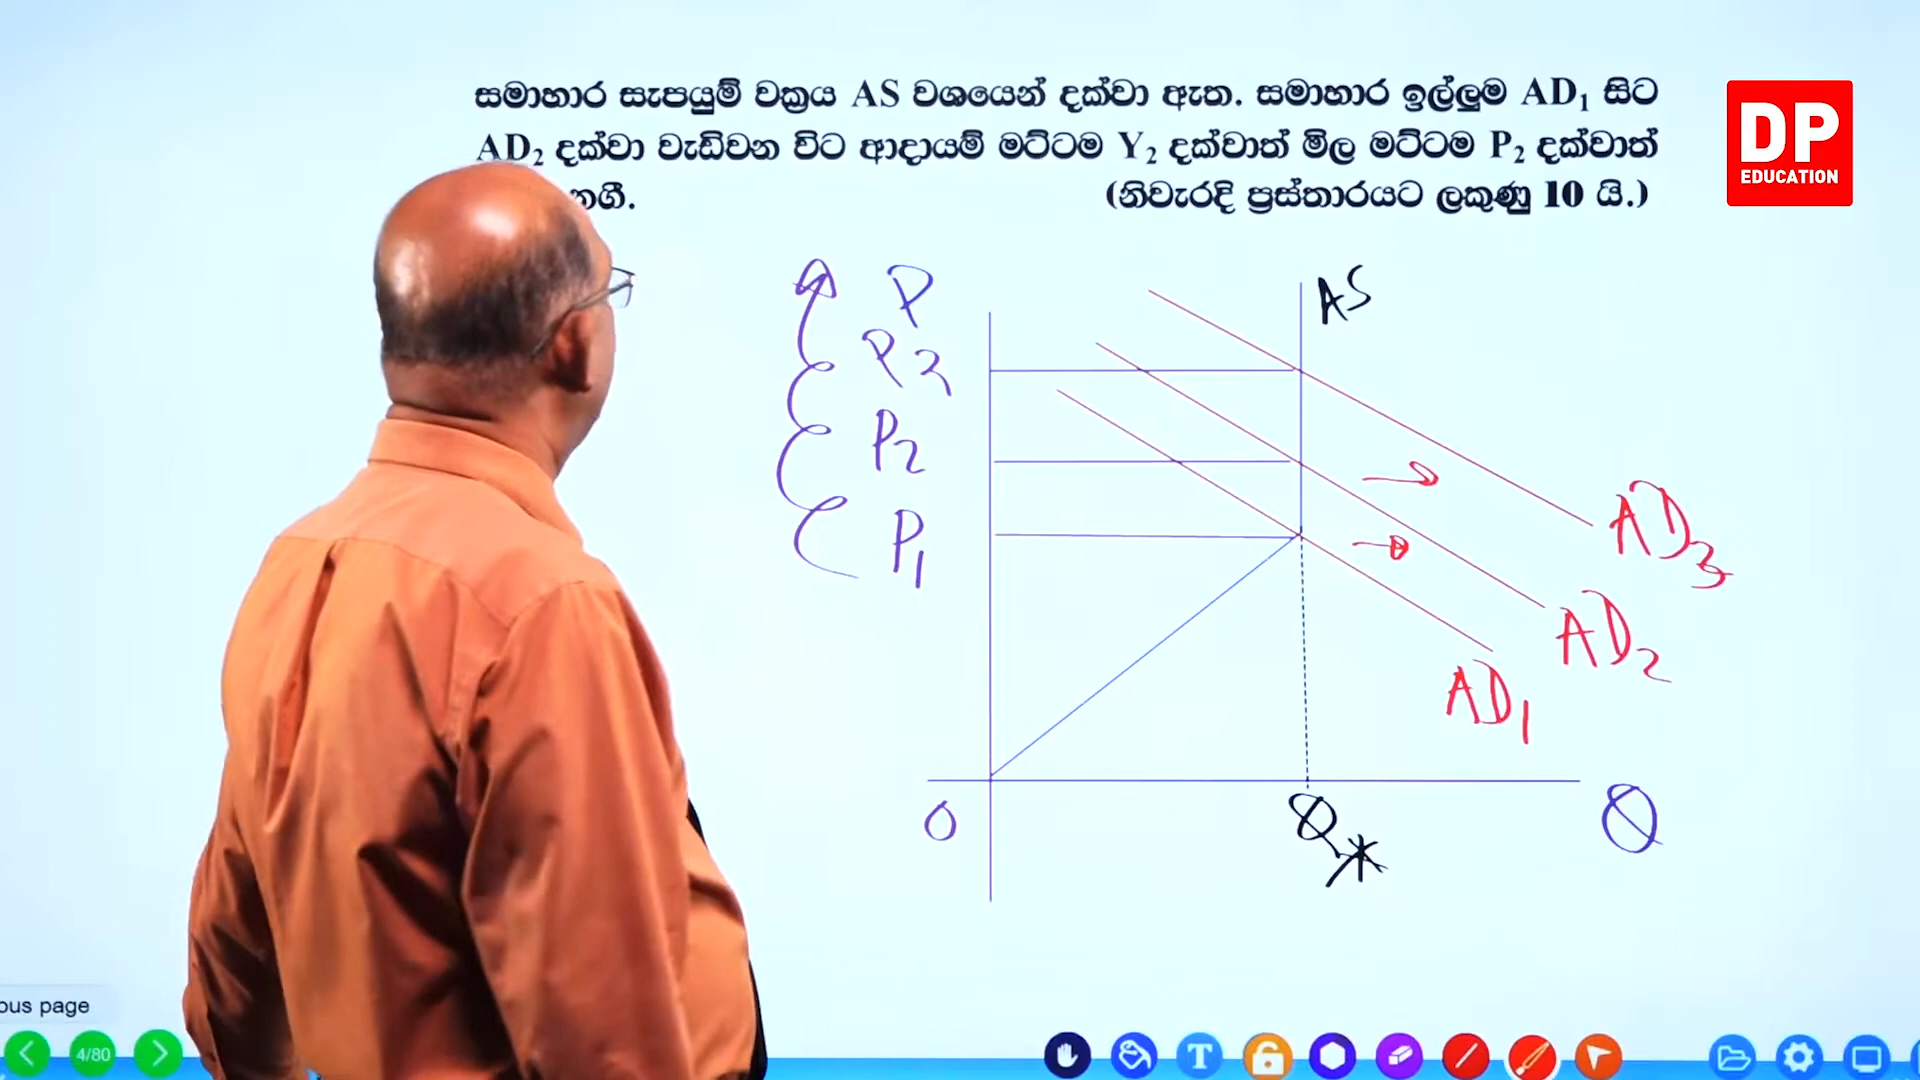 සමාහාර සැපයුම් වක්‍රය AS වශයෙන් දක්වා ඇත. සමාහාර ඉල්ලුම AD₁ සිට
AD₂ දක්වා වැඩිවන විට ආදායම් මට්ටම Y₂ දක්වාත් මිල මට්ටම P₂ දක්වාත්
නගී. (නිවැරදි ප්‍රස්තාරයට ලකුණු 10 යි.)
DP
EDUCATION
P
AS
P3
P2
P1
AD3
AD2
AD1
O
Q*
Q
ous page
4/80
T